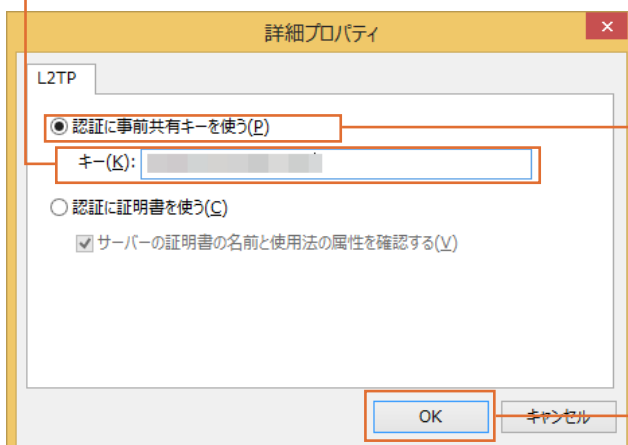 詳細プロパティ
L2TP
認証に事前共有キーを使う(P)
キー(K):
認証に証明書を使う(C)
サーバーの証明書の名前と使用法の属性を確認する(V)
OK
キャンセル